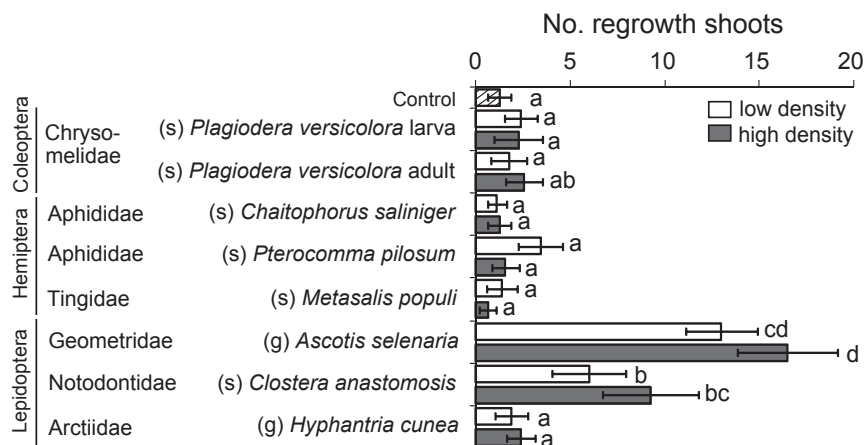 No. regrowth shoots
0 5 10 15 20
Control a
low density
high density
Coleoptera
Chryso-
melidae
(s) Plagiodera versicolora larva a
a
(s) Plagiodera versicolora adult a
ab
Hemiptera
Aphididae (s) Chaitophorus saliniger a
a
Aphididae (s) Pterocomma pilosum a
a
Tingidae (s) Metasalis populi a
a
Lepidoptera
Geometridae (g) Ascotis selenaria cd
d
Notodontidae (s) Clostera anastomosis b
bc
Arctiidae (g) Hyphantria cunea a
a